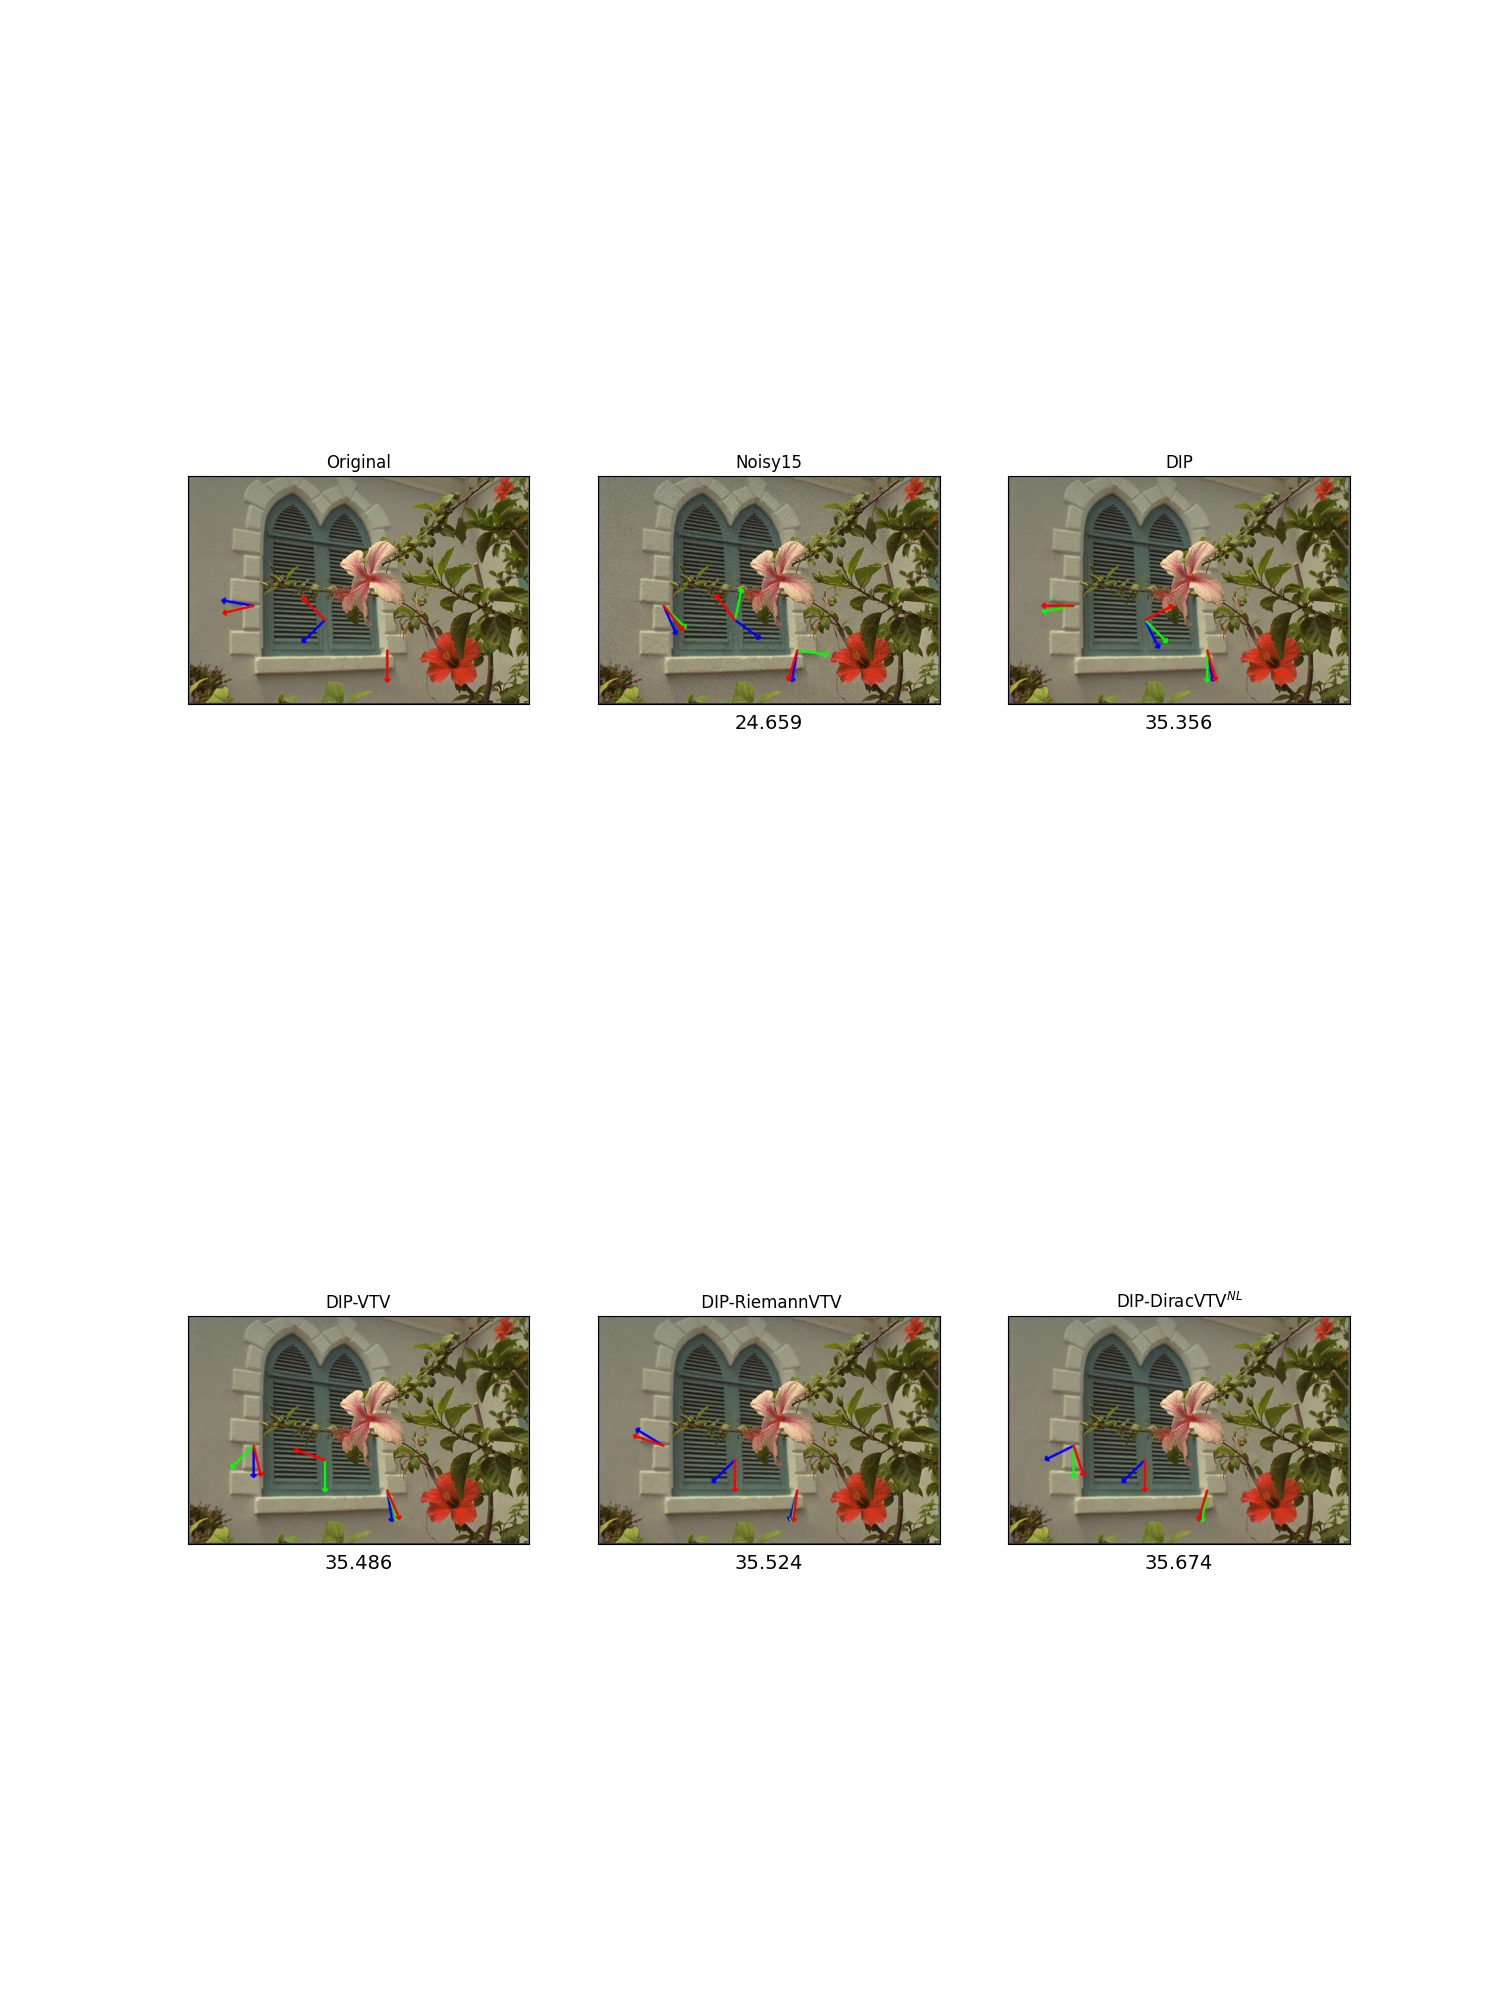 Original
Noisy15
DIP
24.659
35.356
DIP-VTV
DIP-RiemannVTV
DIP-DiracVTV^{NL}
35.486
35.524
35.674